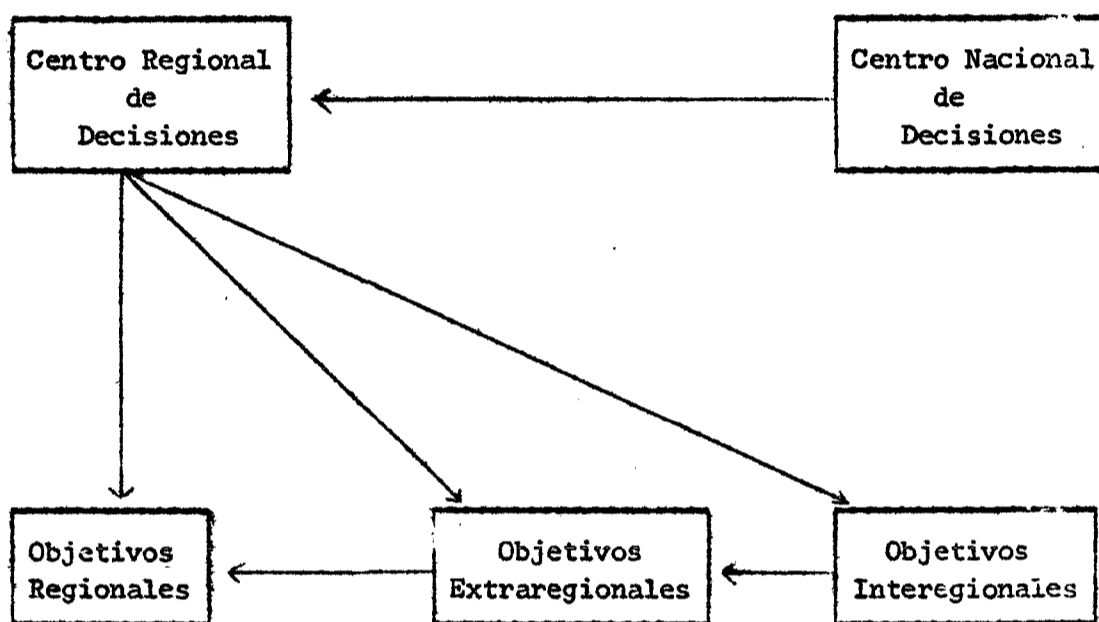 Centro Regional
de
Decisiones
Centro Nacional
de
Decisiones
Objetivos
Regionales
Objetivos
Extraregionales
Objetivos
Interegionales